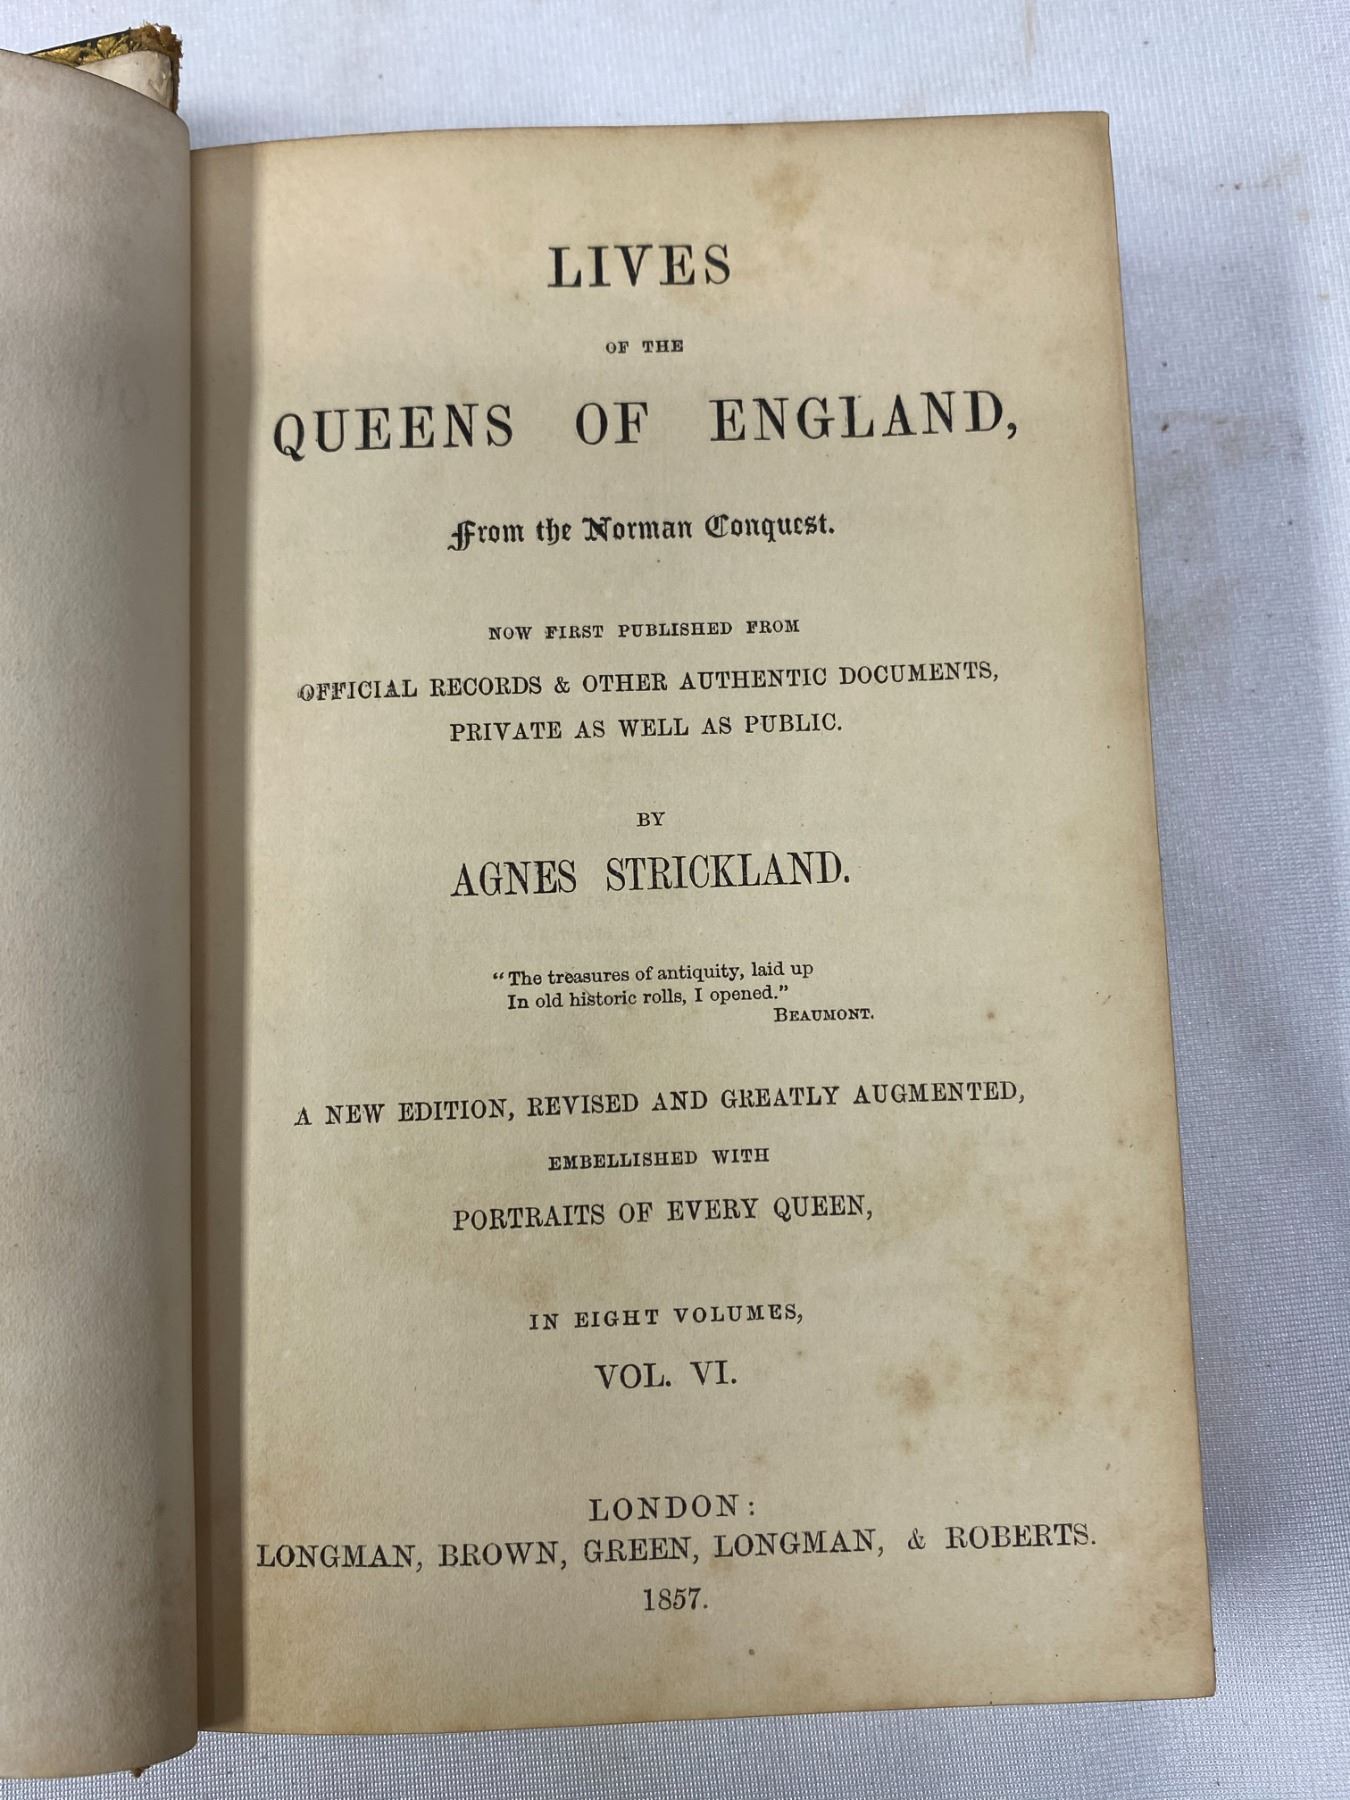 LIVES
OF THE
QUEENS OF ENGLAND,
From the Norman Conquest.
NOW FIRST PUBLISHED FROM
OFFICIAL RECORDS & OTHER AUTHENTIC DOCUMENTS,
PRIVATE AS WELL AS PUBLIC.
BY
AGNES STRICKLAND.
“The treasures of antiquity, laid up
In old historic rolls, I opened.”
BEAUMONT.
A NEW EDITION, REVISED AND GREATLY AUGMENTED,
EMBELLISHED WITH
PORTRAITS OF EVERY QUEEN,
IN EIGHT VOLUMES,
VOL. VI.
LONDON:
LONGMAN, BROWN, GREEN, LONGMAN, & ROBERTS.
1857.